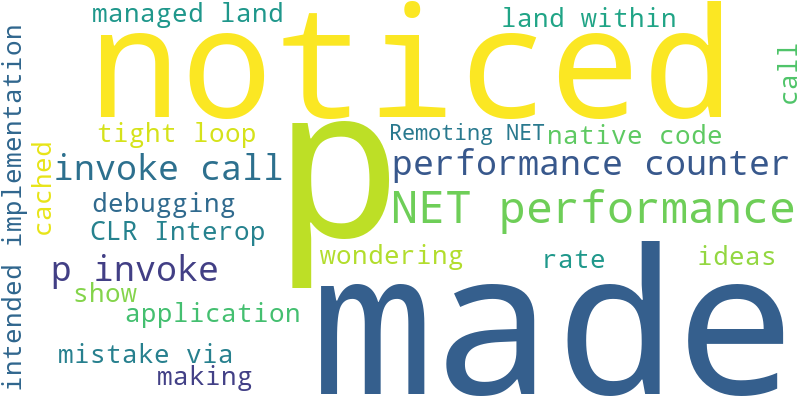 managed land
noticed
land within
call
intended implementation
tight loop
p
Remoting NET
native code
cached
invoke call
performance counter
debugging
NET performance
CLR Interop
p invoke
wondering
made
rate
ideas
show
application
mistake via
making